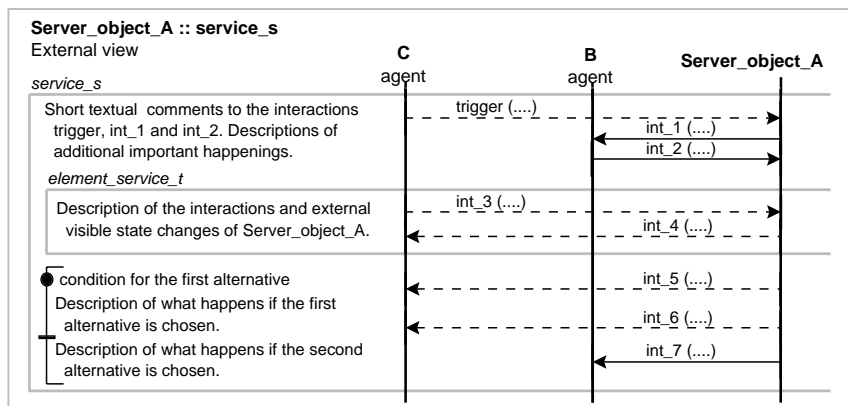 Server_object_A :: service_s
External view
C
agent
B
agent
Server_object_A
service_s
Short textual comments to the interactions
trigger, int_1 and int_2. Descriptions of
additional important happenings.
trigger (....)
int_1 (....)
int_2 (....)
element_service_t
Description of the interactions and external
visible state changes of Server_object_A.
int_3 (....)
int_4 (....)
condition for the first alternative
Description of what happens if the first
alternative is chosen.
int_5 (....)
int_6 (....)
Description of what happens if the second
alternative is chosen.
int_7 (....)